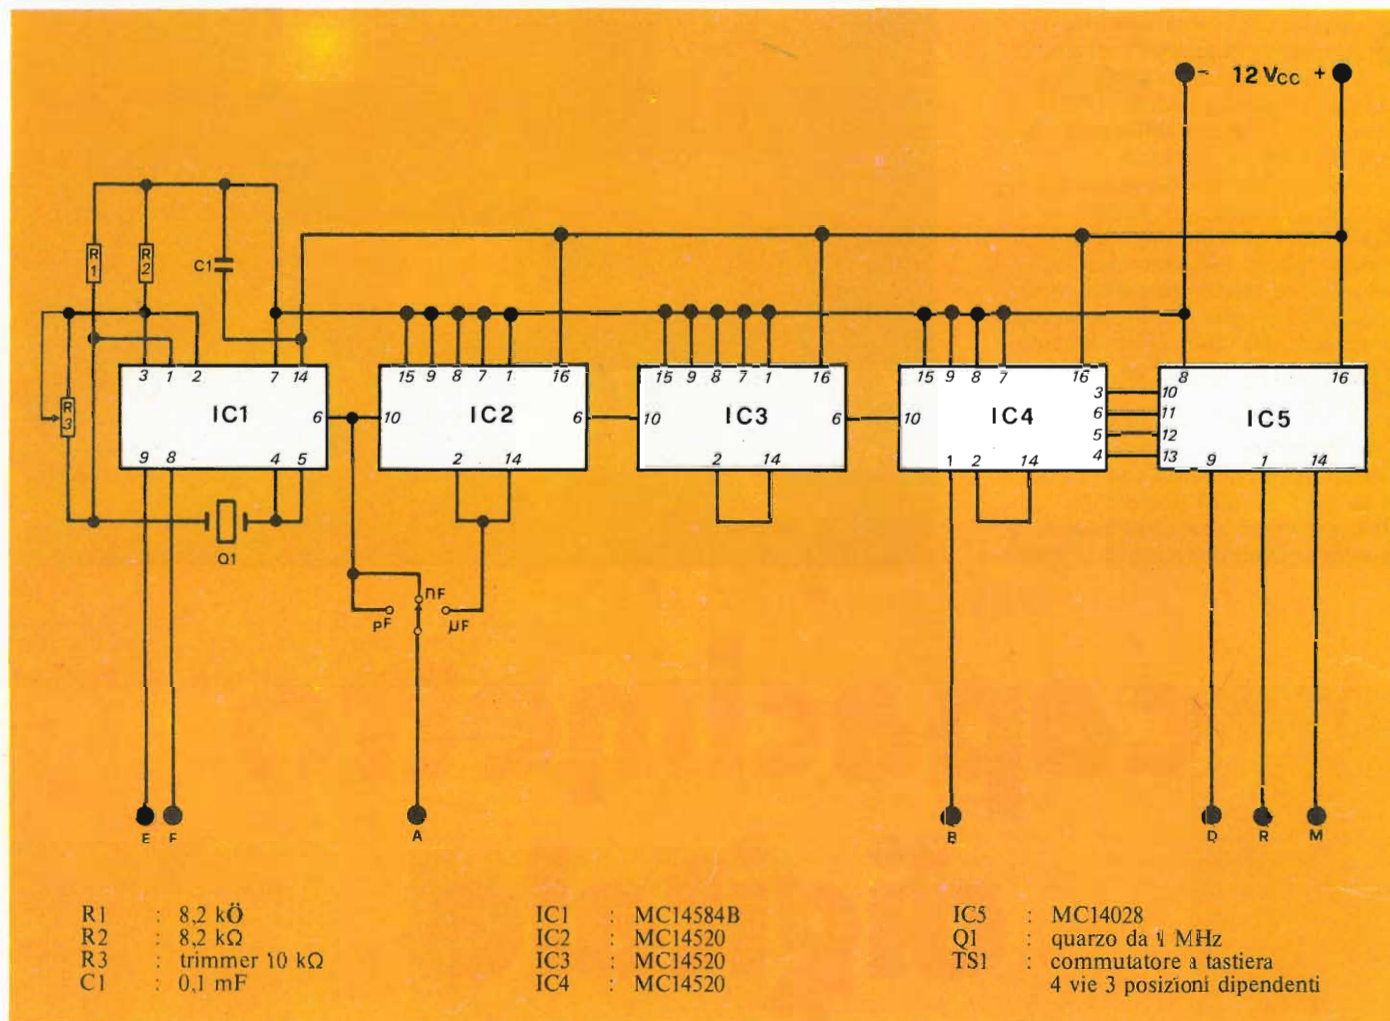 - 12Vcc +
R1
R2
C1
R3
3 1 2 7 14
IC1
6
9 8 4 5
15 9 8 7 1 16
10 IC2 6
2 14
15 9 8 7 1 16
10 IC3 6
2 14
15 9 8 7 16
10 IC4
3
6
5
4
1 2 14
8 16
10
11
12
13
IC5
9 1 14
Q1
nF
pF
µF
E F A B D R M
R1 : 8,2 kÖ
R2 : 8,2 kΩ
R3 : trimmer 10 kΩ
C1 : 0,1 mF
IC1 : MC14584B
IC2 : MC14520
IC3 : MC14520
IC4 : MC14520
IC5 : MC14028
Q1 : quarzo da 1 MHz
TS1 : commutatore a tastiera
4 vie 3 posizioni dipendenti